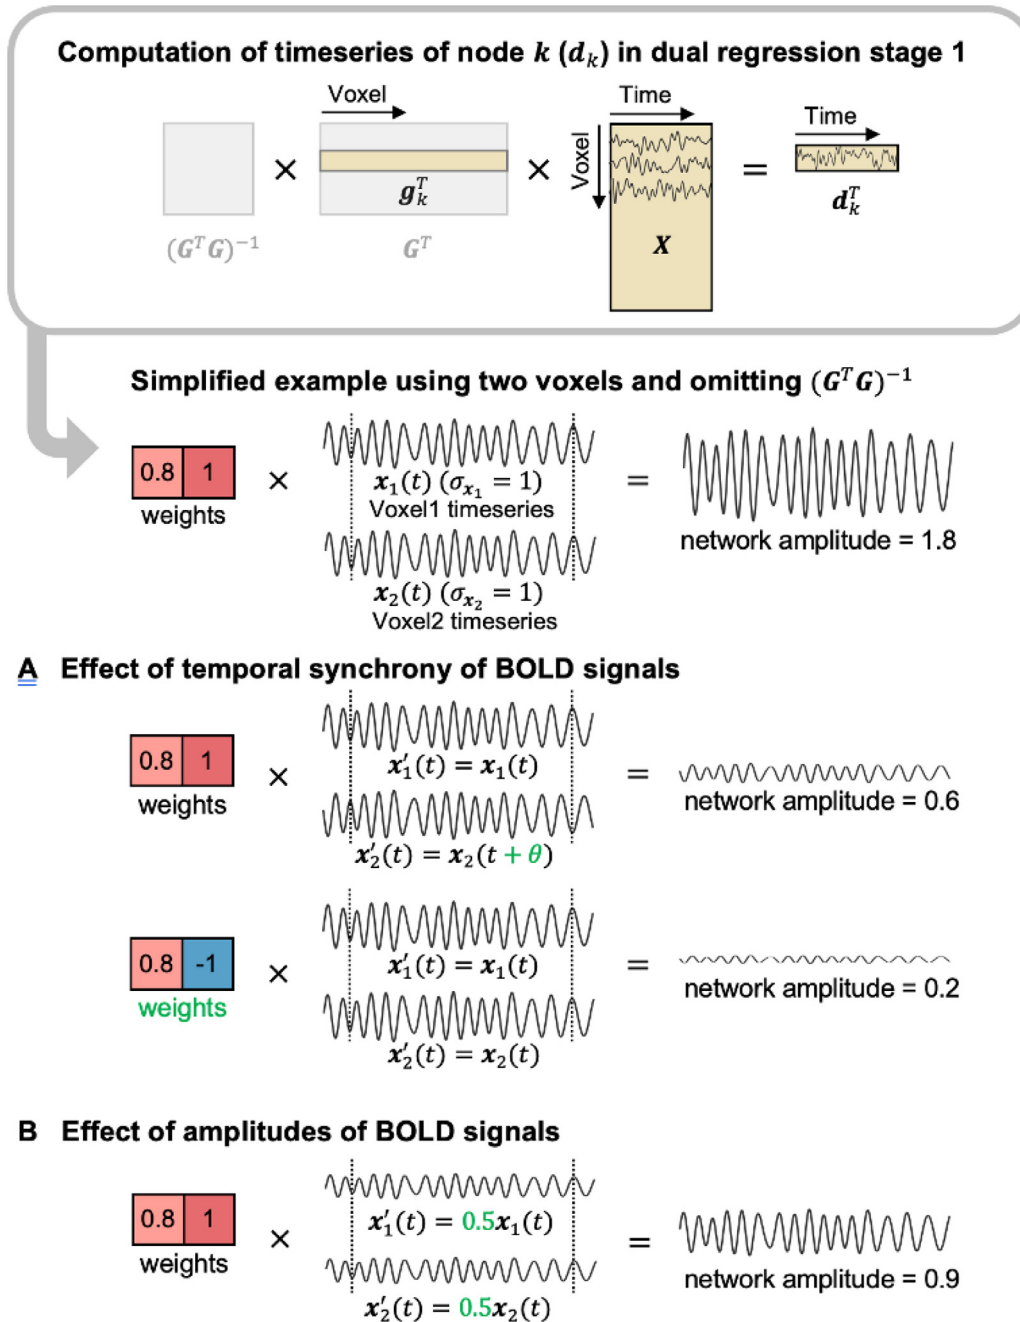 Computation of timeseries of node k (d_k) in dual regression stage 1
Voxel
Time
Time
Voxel
× × =
g_k^T
d_k^T
(G^T G)^{-1}
G^T
X
Simplified example using two voxels and omitting (G^T G)^{-1}
0.8 1 × =
x_1(t) (σ_{x_1} = 1)
weights
Voxel1 timeseries
network amplitude = 1.8
x_2(t) (σ_{x_2} = 1)
Voxel2 timeseries
A Effect of temporal synchrony of BOLD signals
0.8 1 × =
x′_1(t) = x_1(t)
weights
network amplitude = 0.6
x′_2(t) = x_2(t + θ)
0.8 -1 × =
x′_1(t) = x_1(t)
weights
network amplitude = 0.2
x′_2(t) = x_2(t)
B Effect of amplitudes of BOLD signals
0.8 1 × =
x′_1(t) = 0.5x_1(t)
weights
network amplitude = 0.9
x′_2(t) = 0.5x_2(t)